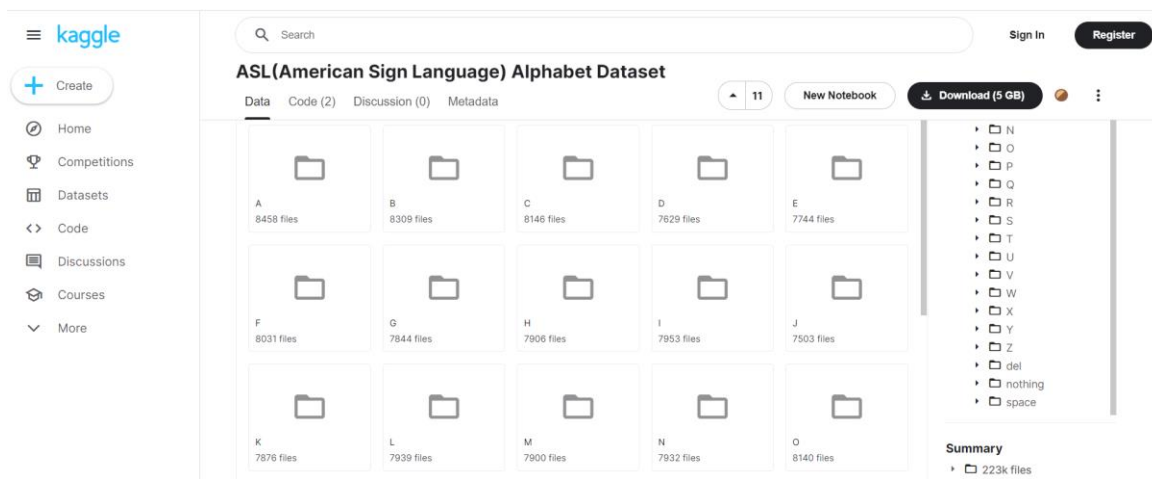 kaggle
Search
Sign In
Register
Create
ASL(American Sign Language) Alphabet Dataset
Data Code (2) Discussion (0) Metadata
11
New Notebook
Download (5 GB)
Home
Competitions
Datasets
Code
Discussions
Courses
More
A
8458 files
B
8309 files
C
8146 files
D
7629 files
E
7744 files
F
8031 files
G
7844 files
H
7906 files
I
7953 files
J
7503 files
K
7876 files
L
7939 files
M
7900 files
N
7932 files
O
8140 files
N
O
P
Q
R
S
T
U
V
W
X
Y
Z
del
nothing
space
Summary
223k files